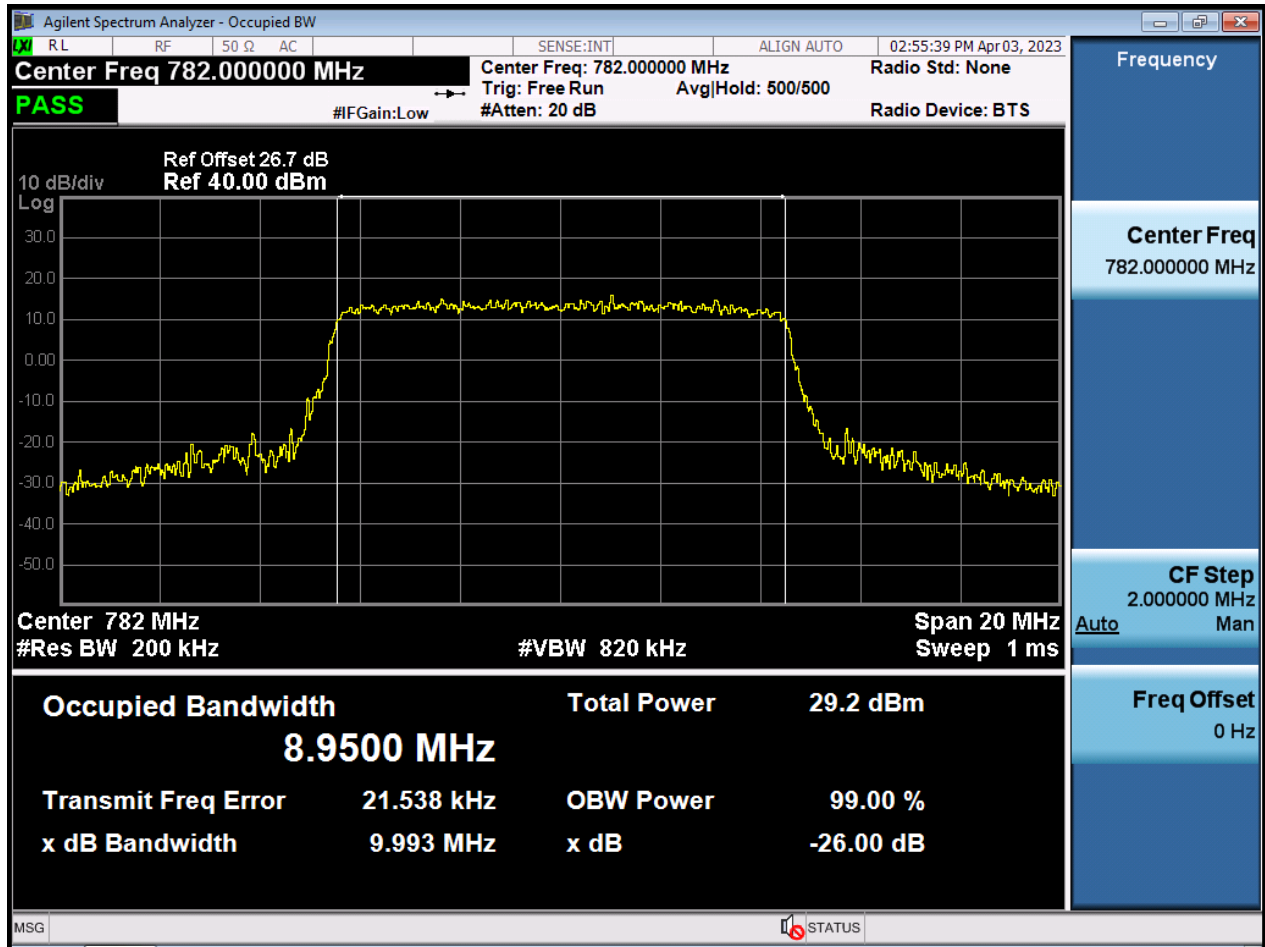 Agilent Spectrum Analyzer - Occupied BW
LXI RL RF 50 Ω AC SENSE:INT ALIGN AUTO 02:55:39 PM Apr 03, 2023
Center Freq 782.000000 MHz
PASS
#IFGain:Low
Center Freq: 782.000000 MHz
Trig: Free Run Avg|Hold: 500/500
#Atten: 20 dB
Radio Std: None
Radio Device: BTS
Ref Offset 26.7 dB
10 dB/div Ref 40.00 dBm
Log
30.0
20.0
10.0
0.00
-10.0
-20.0
-30.0
-40.0
-50.0
Center 782 MHz Span 20 MHz
#Res BW 200 kHz #VBW 820 kHz Sweep 1 ms
Occupied Bandwidth Total Power 29.2 dBm
8.9500 MHz
Transmit Freq Error 21.538 kHz OBW Power 99.00 %
x dB Bandwidth 9.993 MHz x dB -26.00 dB
Frequency
Center Freq
782.000000 MHz
CF Step
2.000000 MHz
Auto Man
Freq Offset
0 Hz
MSG STATUS